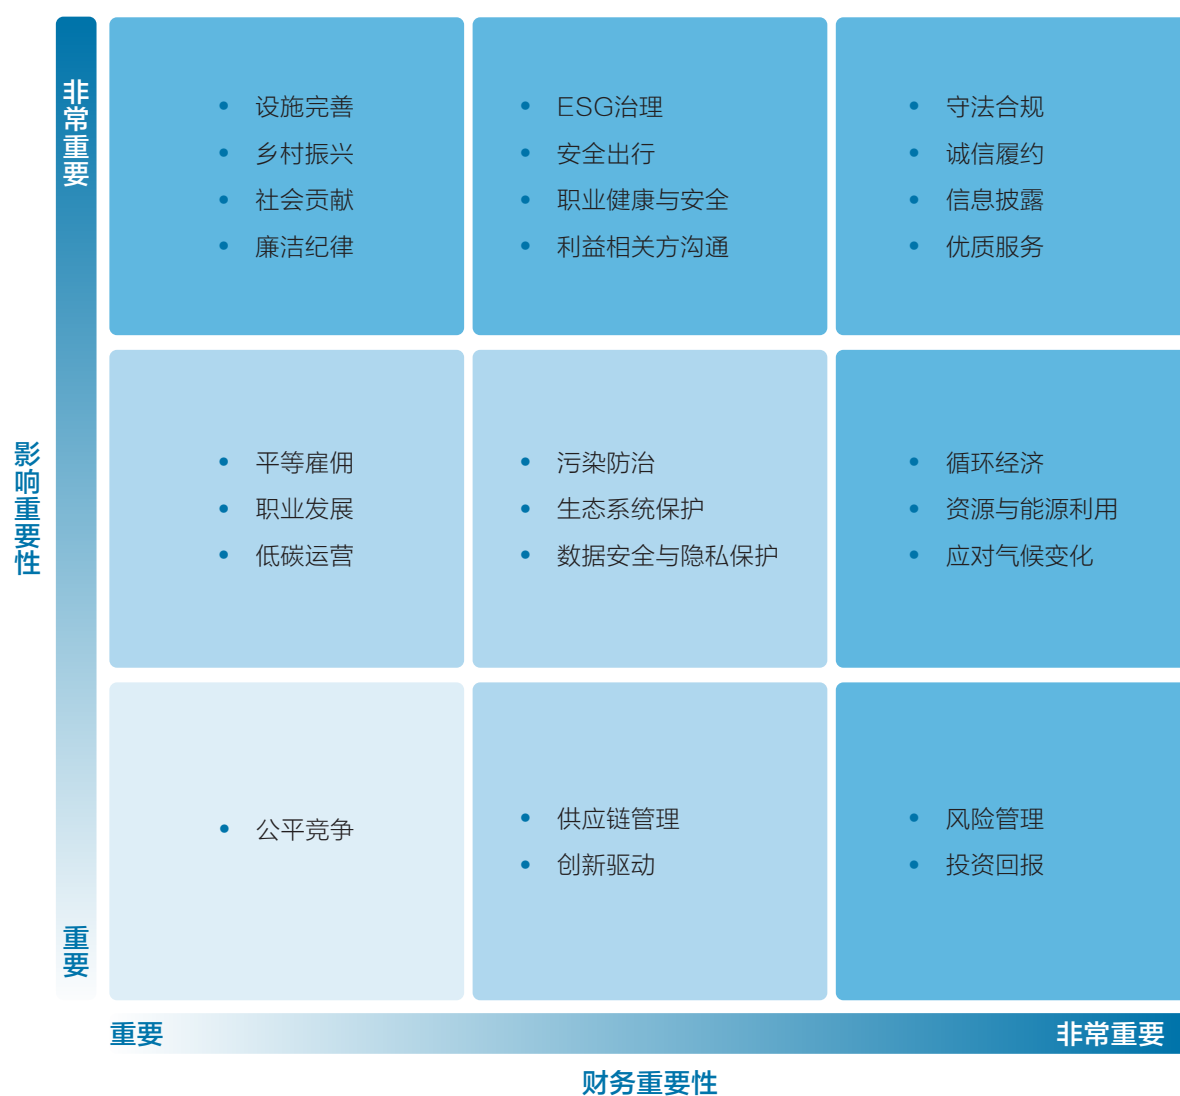 非常重要
设施完善
乡村振兴
社会贡献
廉洁纪律
ESG治理
安全出行
职业健康与安全
利益相关方沟通
守法合规
诚信履约
信息披露
优质服务
影响重要性
平等雇佣
职业发展
低碳运营
污染防治
生态系统保护
数据安全与隐私保护
循环经济
资源与能源利用
应对气候变化
公平竞争
供应链管理
创新驱动
风险管理
投资回报
重要
重要
非常重要
财务重要性